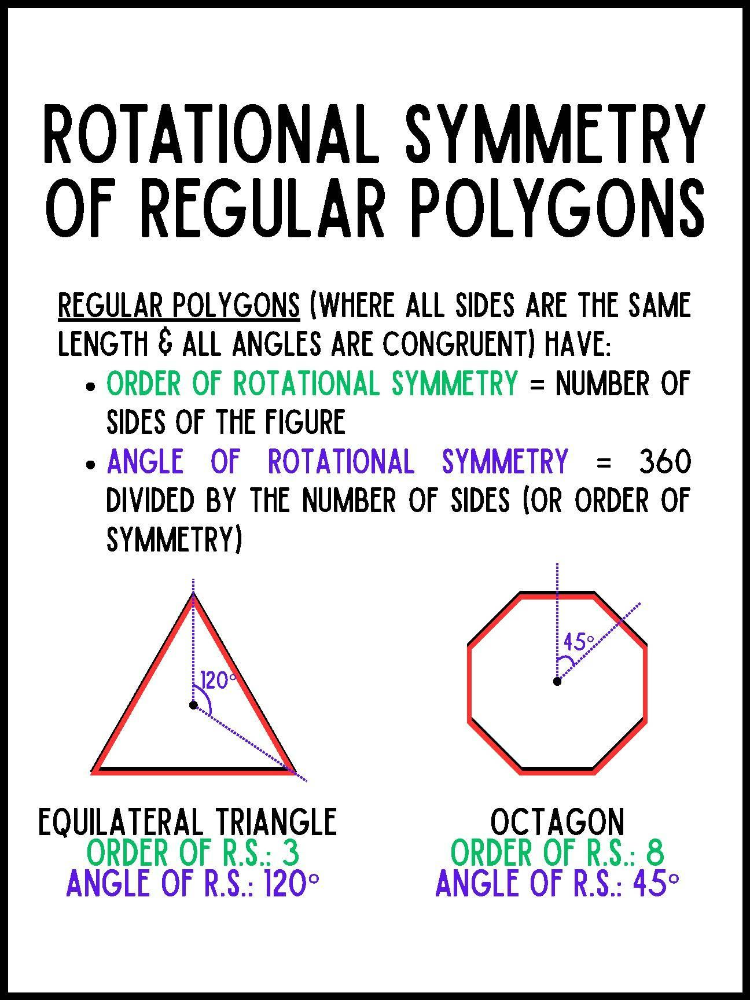 ROTATIONAL SYMMETRY
OF REGULAR POLYGONS
REGULAR POLYGONS (WHERE ALL SIDES ARE THE SAME
LENGTH & ALL ANGLES ARE CONGRUENT) HAVE:
• ORDER OF ROTATIONAL SYMMETRY = NUMBER OF
SIDES OF THE FIGURE
• ANGLE OF ROTATIONAL SYMMETRY = 360
DIVIDED BY THE NUMBER OF SIDES (OR ORDER OF
SYMMETRY)
120°
45°
EQUILATERAL TRIANGLE
ORDER OF R.S.: 3
ANGLE OF R.S.: 120°
OCTAGON
ORDER OF R.S.: 8
ANGLE OF R.S.: 45°